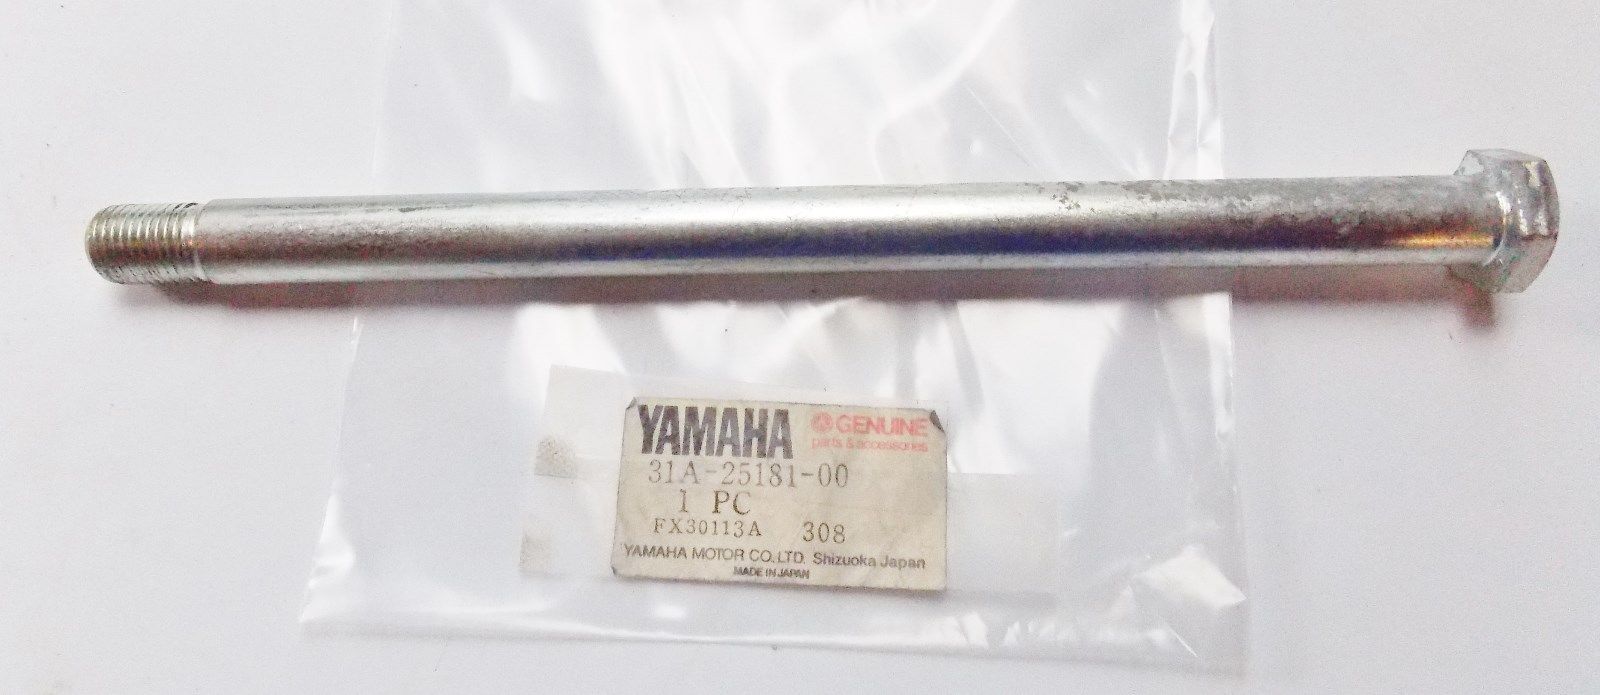 YAMAHA GENUINE
parts & accessories
31A-25181-00
1 PC
FX30113A 308
YAMAHA MOTOR CO., LTD. Shizuoka Japan
MADE IN JAPAN